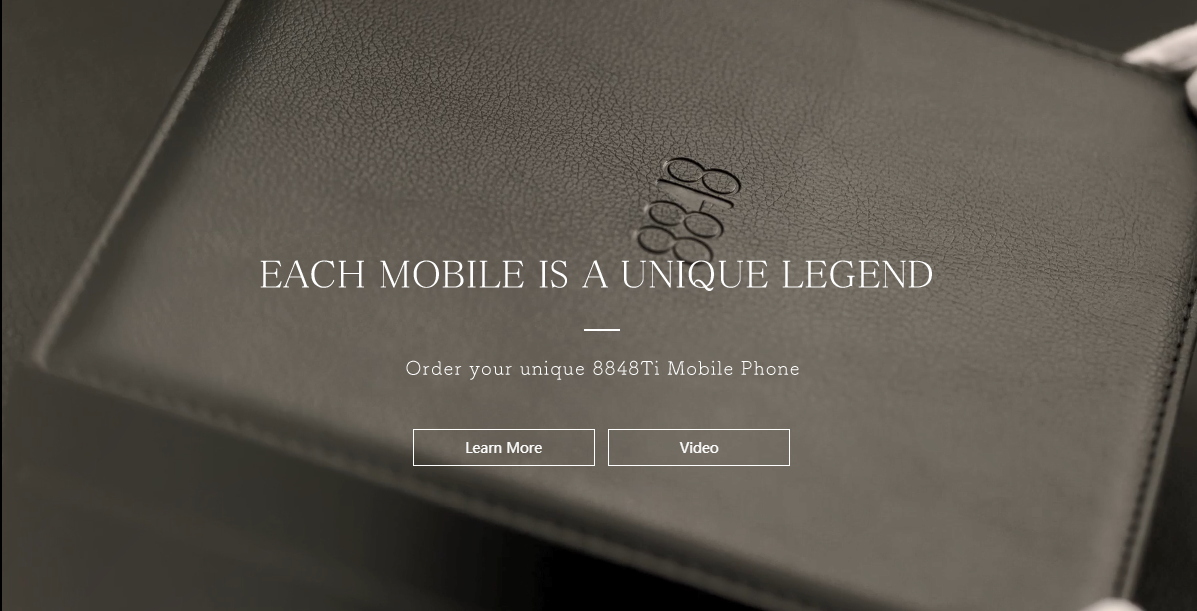 8848
EACH MOBILE IS A UNIQUE LEGEND
Order your unique 8848Ti Mobile Phone
Learn More
Video